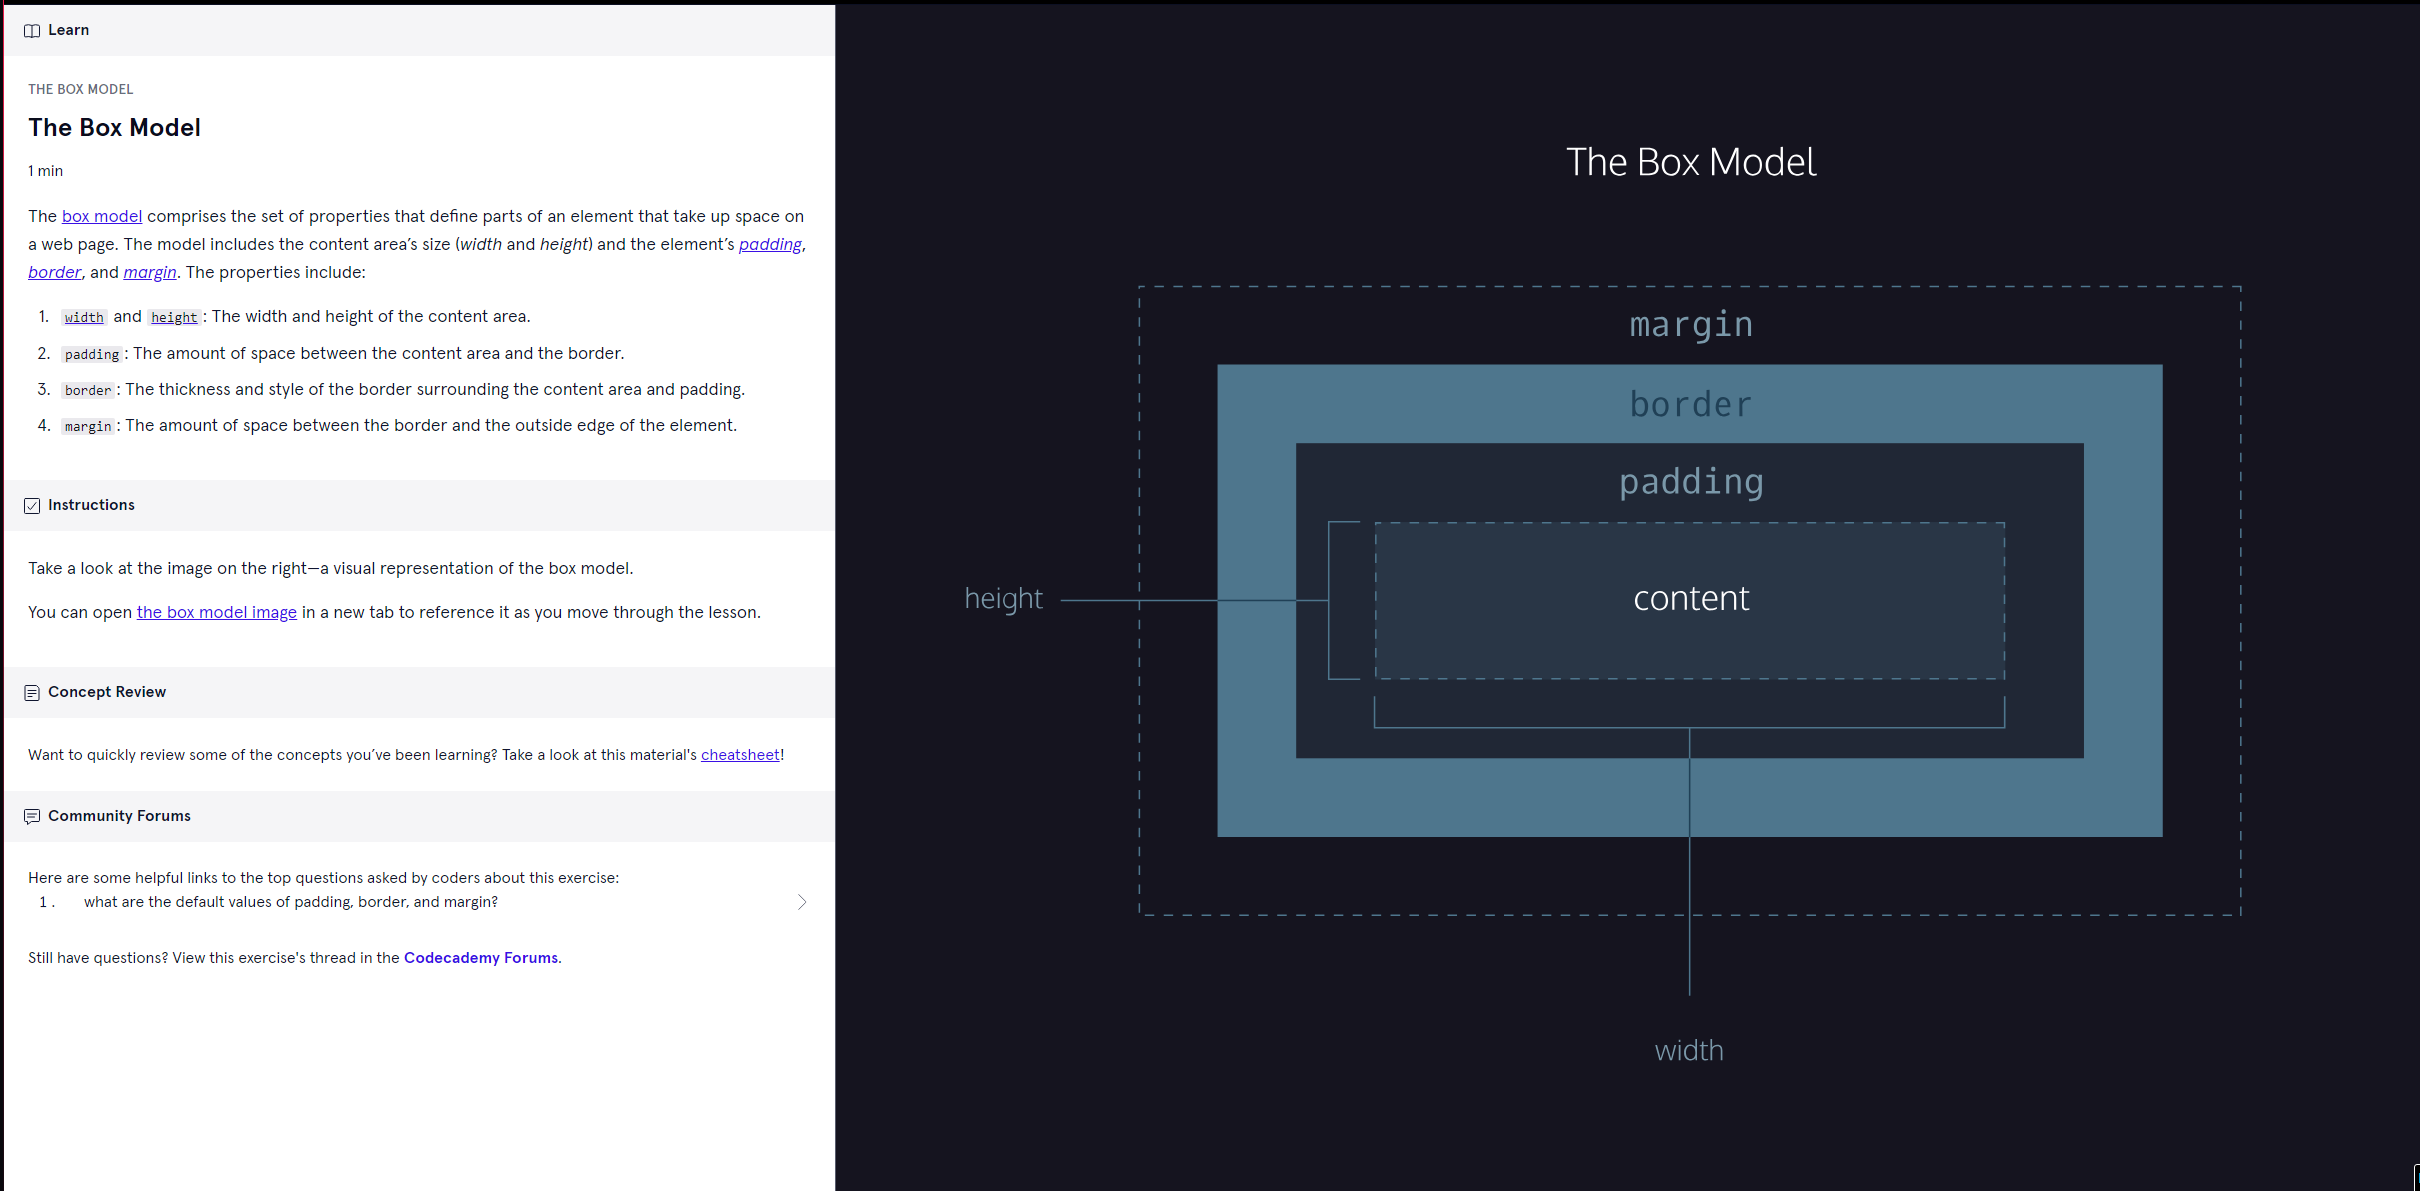 Learn
THE BOX MODEL
The Box Model
1 min
The box model comprises the set of properties that define parts of an element that take up space on
a web page. The model includes the content area’s size (width and height) and the element’s padding,
border, and margin. The properties include:
1. width and height: The width and height of the content area.
2. padding: The amount of space between the content area and the border.
3. border: The thickness and style of the border surrounding the content area and padding.
4. margin: The amount of space between the border and the outside edge of the element.
Instructions
Take a look at the image on the right—a visual representation of the box model.
You can open the box model image in a new tab to reference it as you move through the lesson.
Concept Review
Want to quickly review some of the concepts you’ve been learning? Take a look at this material's cheatsheet!
Community Forums
Here are some helpful links to the top questions asked by coders about this exercise:
1. what are the default values of padding, border, and margin?
Still have questions? View this exercise's thread in the Codecademy Forums.
The Box Model
margin
border
padding
height
content
width